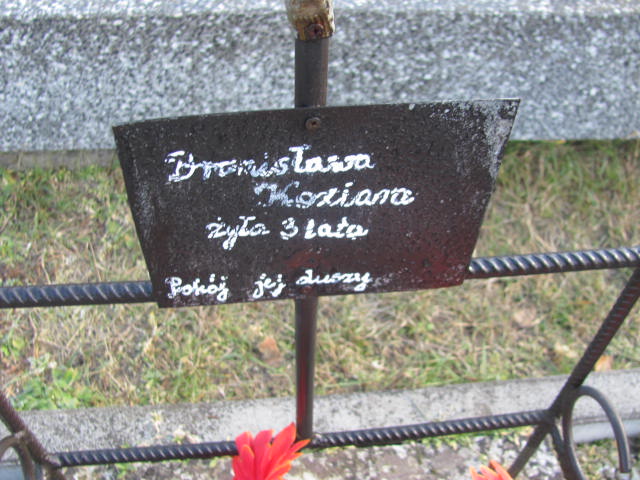 Bronisława
Koziara
żyła 3 lata
Pokój jej duszy